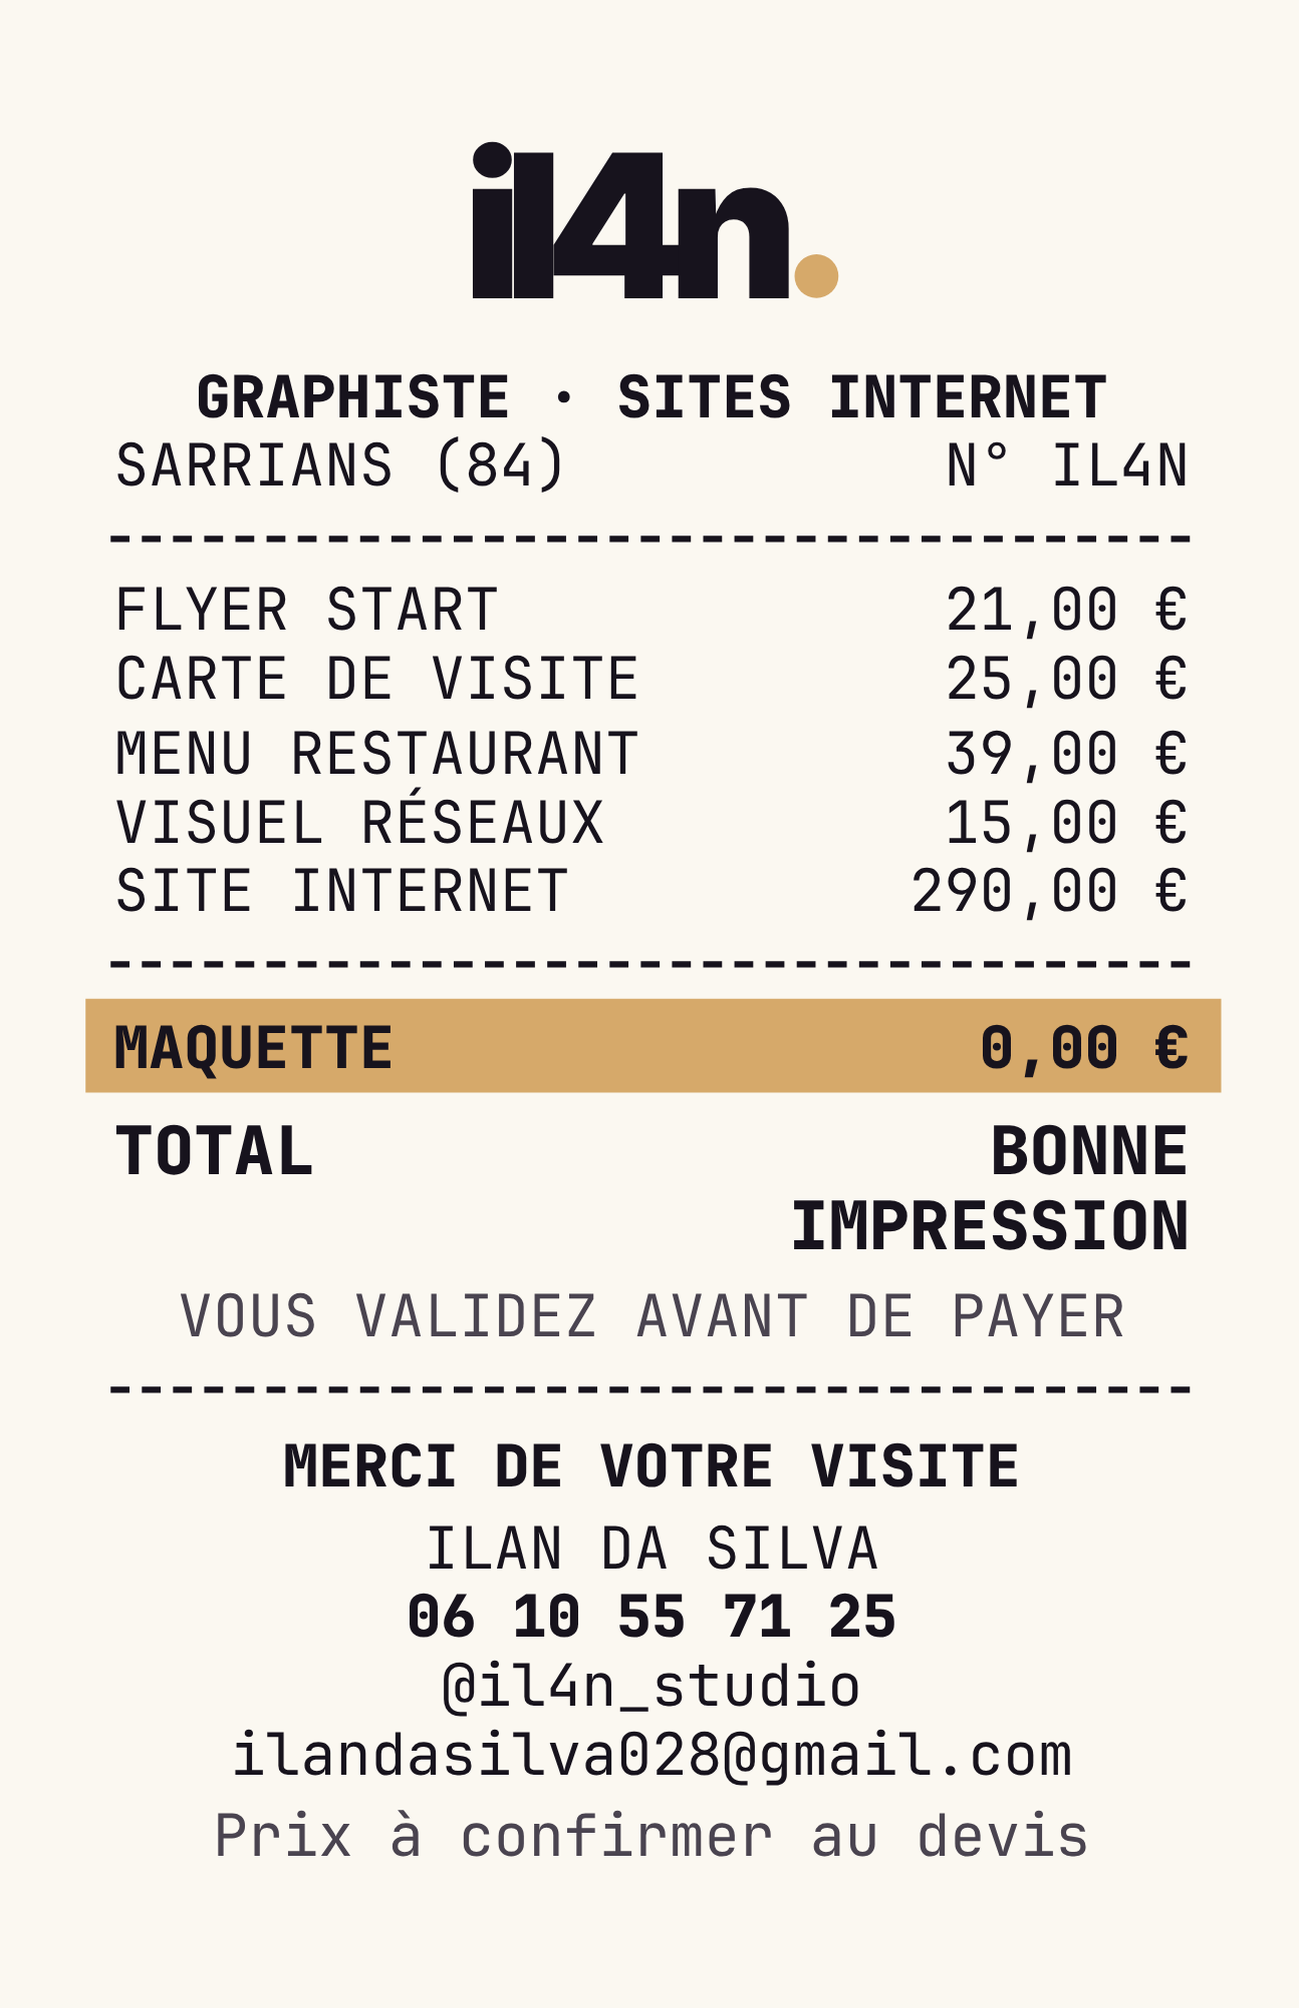 il4n.
GRAPHISTE · SITES INTERNET
SARRIANS (84) N° IL4N
FLYER START 21,00 €
CARTE DE VISITE 25,00 €
MENU RESTAURANT 39,00 €
VISUEL RÉSEAUX 15,00 €
SITE INTERNET 290,00 €
MAQUETTE 0,00 €
TOTAL BONNE
IMPRESSION
VOUS VALIDEZ AVANT DE PAYER
MERCI DE VOTRE VISITE
ILAN DA SILVA
06 10 55 71 25
@il4n_studio
ilandasilva028@gmail.com
Prix à confirmer au devis